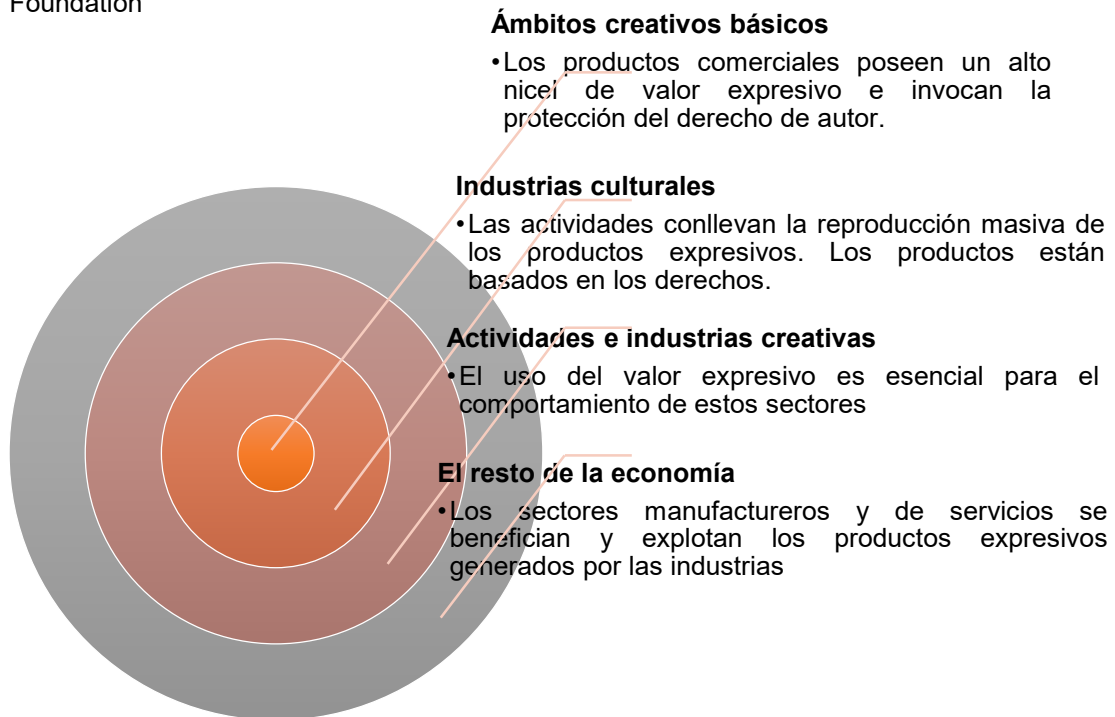 Foundation
Ámbitos creativos básicos
•Los productos comerciales poseen un alto
nicel de valor expresivo e invocan la
protección del derecho de autor.
Industrias culturales
•Las actividades conllevan la reproducción masiva de
los productos expresivos. Los productos están
basados en los derechos.
Actividades e industrias creativas
•El uso del valor expresivo es esencial para el
comportamiento de estos sectores
El resto de la economía
•Los sectores manufactureros y de servicios se
benefician y explotan los productos expresivos
generados por las industrias